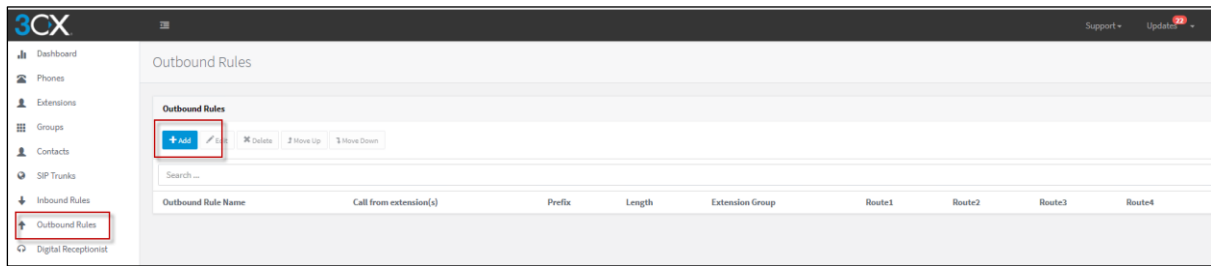 3CX
Support
Updates 22
Dashboard
Phones
Extensions
Groups
Contacts
SIP Trunks
Inbound Rules
Outbound Rules
Digital Receptionist
Outbound Rules
Outbound Rules
+ Add Edit Delete Move Up Move Down
Search ...
Outbound Rule Name Call from extension(s) Prefix Length Extension Group Route1 Route2 Route3 Route4